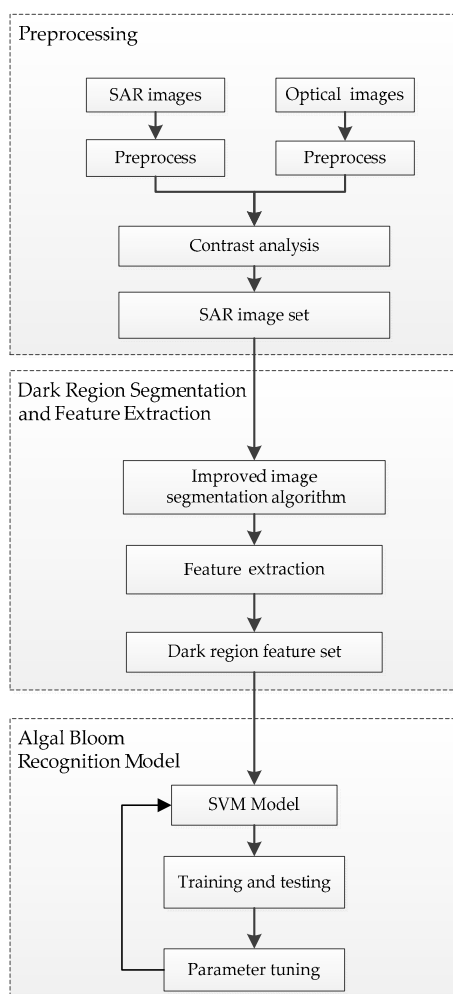 Preprocessing
SAR images
Optical images
Preprocess
Preprocess
Contrast analysis
SAR image set
Dark Region Segmentation
and Feature Extraction
Improved image
segmentation algorithm
Feature extraction
Dark region feature set
Algal Bloom
Recognition Model
SVM Model
Training and testing
Parameter tuning